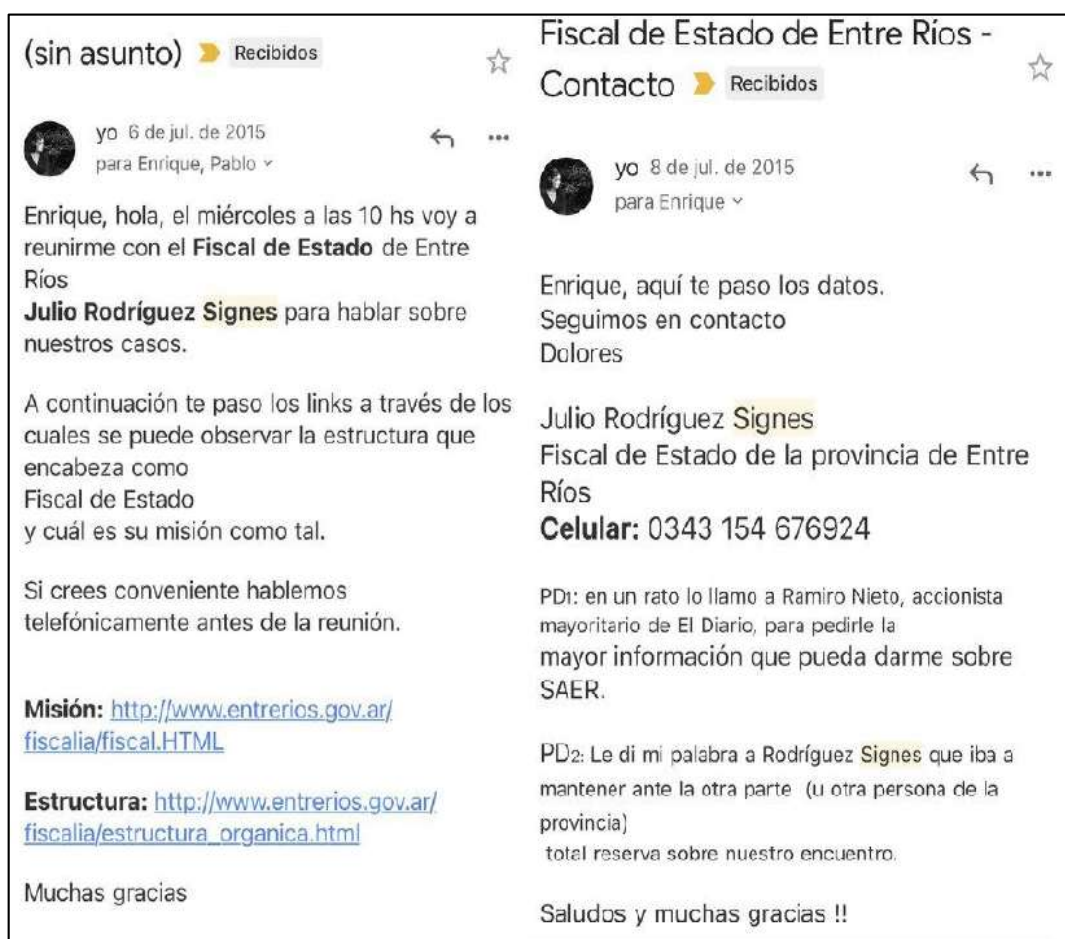 (sin asunto) Recibidos
yo 6 de jul. de 2015
para Enrique, Pablo
Enrique, hola, el miércoles a las 10 hs voy a
reunirme con el Fiscal de Estado de Entre
Ríos
Julio Rodríguez Signes para hablar sobre
nuestros casos.
A continuación te paso los links a través de los
cuales se puede observar la estructura que
encabeza como
Fiscal de Estado
y cuál es su misión como tal.
Si crees conveniente hablemos
telefónicamente antes de la reunión.
Misión: http://www.entrerios.gov.ar/
fiscalia/fiscal.HTML
Estructura: http://www.entrerios.gov.ar/
fiscalia/estructura_organica.html
Muchas gracias
Fiscal de Estado de Entre Ríos -
Contacto Recibidos
yo 8 de jul. de 2015
para Enrique
Enrique, aquí te paso los datos.
Seguimos en contacto
Dolores
Julio Rodríguez Signes
Fiscal de Estado de la provincia de Entre
Ríos
Celular: 0343 154 676924
PD1: en un rato lo llamo a Ramiro Nieto, accionista
mayoritario de El Diario, para pedirle la
mayor información que pueda darme sobre
SAER.
PD2: Le di mi palabra a Rodríguez Signes que iba a
mantener ante la otra parte (u otra persona de la
provincia)
total reserva sobre nuestro encuentro.
Saludos y muchas gracias !!